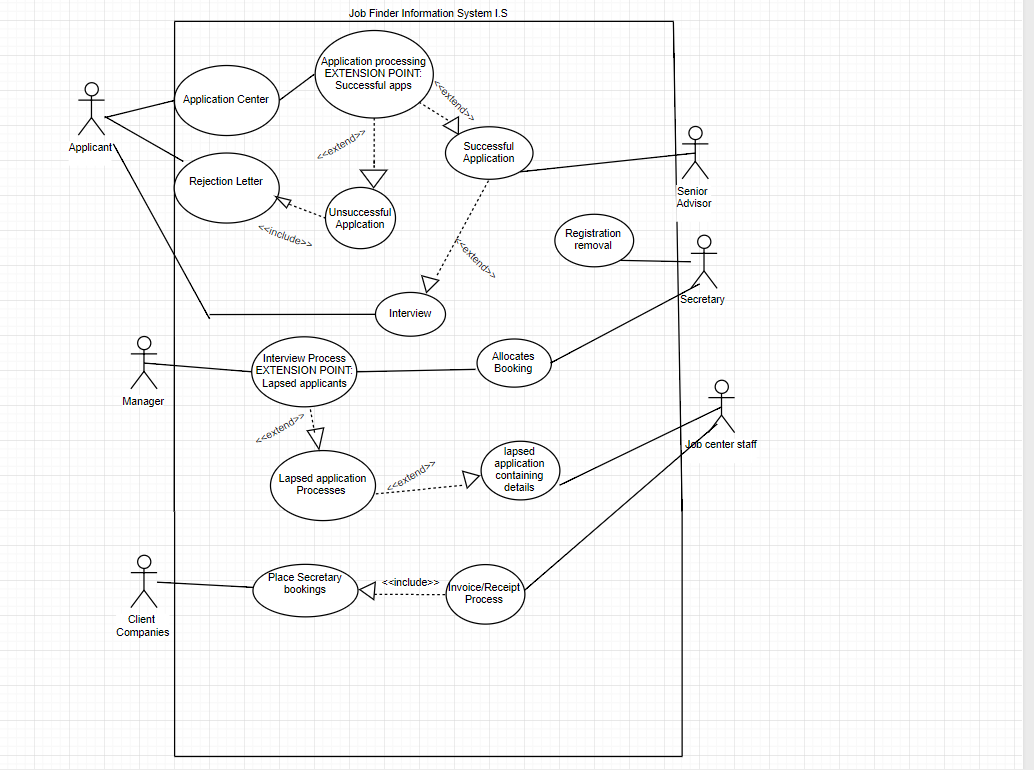 Job Finder Information System I.S
Application processing
EXTENSION POINT:
Successful apps
Application Center
<<extend>>
Applicant
<<extend>>
Successful
Application
Rejection Letter
Senior
Advisor
Unsuccessful
Applcation
<<include>>
Registration
removal
<<extend>>
Secretary
Interview
Interview Process
EXTENSION POINT:
Lapsed applicants
Allocates
Booking
Manager
<<extend>>
Job center staff
lapsed
application
containing
details
Lapsed application
Processes
<<extend>>
Place Secretary
bookings
<<include>>
Invoice/Receipt
Process
Client
Companies